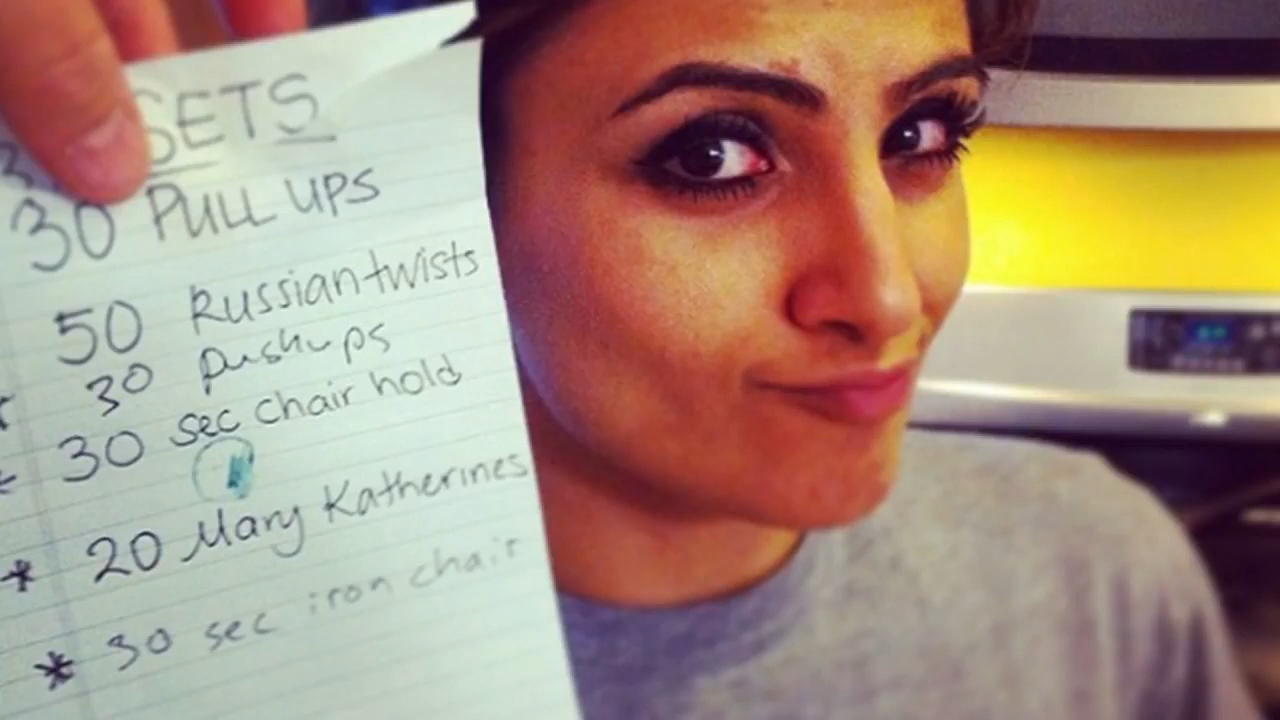 SETS
30 PULL UPS
50 Russian twists
30 pushups
* 30 sec chair hold
* 20 Mary Katherines
* 30 sec iron chair